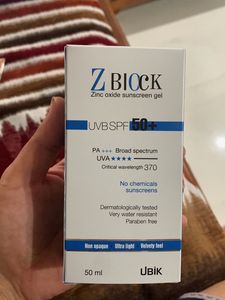 Z BLOCK
Zinc oxide sunscreen gel
UVB SPF 50+
PA +++ Broad spectrum
UVA ★★★★
Critical wavelength 370
No chemicals
sunscreens
Dermatologically tested
Very water resistant
Paraben free
Non opaque Ultra light Velvety feel
50 ml UBIK